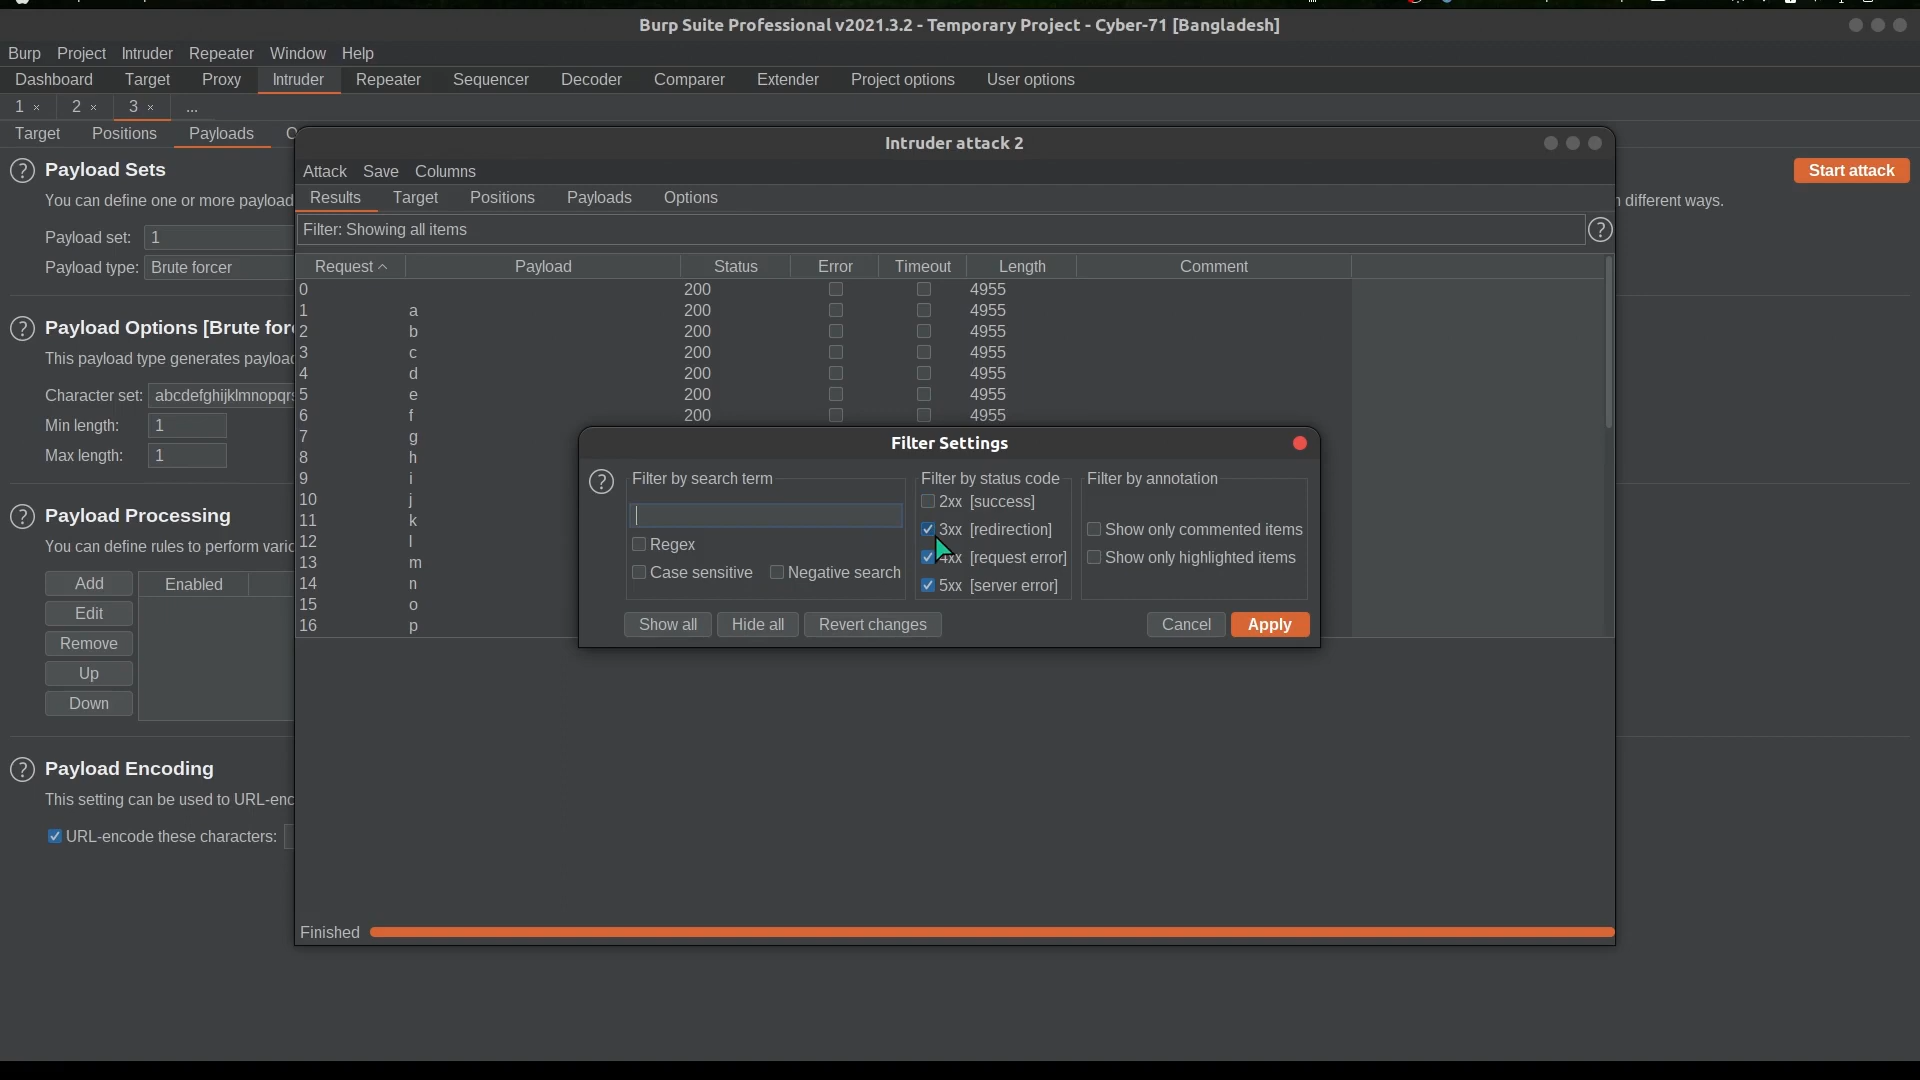 Burp Suite Professional v2021.3.2 - Temporary Project - Cyber-71 [Bangladesh]
Burp Project Intruder Repeater Window Help
Dashboard Target Proxy Intruder Repeater Sequencer Decoder Comparer Extender Project options User options
1 × 2 × 3 × ...
Target Positions Payloads
Payload Sets
You can define one or more payload
n different ways.
Start attack
Payload set: 1
Payload type: Brute forcer
Payload Options [Brute for
This payload type generates payloa
Character set: abcdefghijklmnopqr
Min length: 1
Max length: 1
Payload Processing
You can define rules to perform vario
Add
Edit
Remove
Up
Down
Enabled
Payload Encoding
This setting can be used to URL-enc
URL-encode these characters:
Intruder attack 2
Attack Save Columns
Results Target Positions Payloads Options
Filter: Showing all items
Request Payload Status Error Timeout Length Comment
0 200 4955
1 a 200 4955
2 b 200 4955
3 c 200 4955
4 d 200 4955
5 e 200 4955
6 f 200 4955
7 g
8 h
9 i
10 j
11 k
12 l
13 m
14 n
15 o
16 p
Filter Settings
Filter by search term
Regex
Case sensitive Negative search
Filter by status code
2xx [success]
3xx [redirection]
4xx [request error]
5xx [server error]
Filter by annotation
Show only commented items
Show only highlighted items
Show all Hide all Revert changes Cancel Apply
Finished